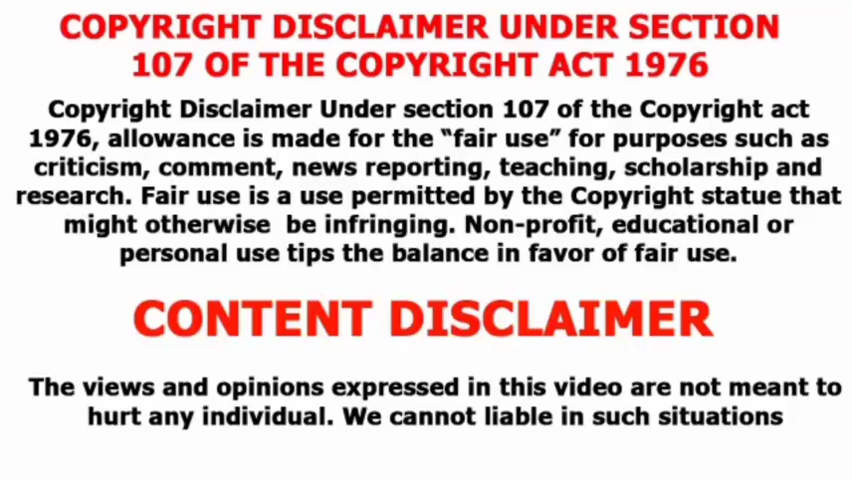 COPYRIGHT DISCLAIMER UNDER SECTION
107 OF THE COPYRIGHT ACT 1976
Copyright Disclaimer Under section 107 of the Copyright act
1976, allowance is made for the “fair use” for purposes such as
criticism, comment, news reporting, teaching, scholarship and
research. Fair use is a use permitted by the Copyright statue that
might otherwise be infringing. Non-profit, educational or
personal use tips the balance in favor of fair use.
CONTENT DISCLAIMER
The views and opinions expressed in this video are not meant to
hurt any individual. We cannot liable in such situations